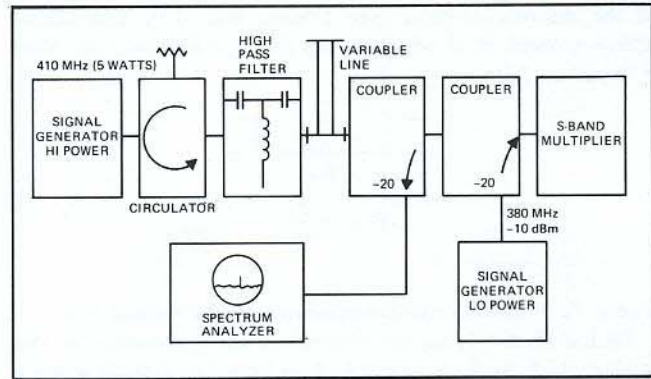 HIGH
PASS
FILTER
VARIABLE
LINE
410 MHz (5 WATTS)
COUPLER
COUPLER
SIGNAL
GENERATOR
HI POWER
S-BAND
MULTIPLIER
-20
-20
CIRCULATOR
380 MHz
-10 dBm
SPECTRUM
ANALYZER
SIGNAL
GENERATOR
LO POWER